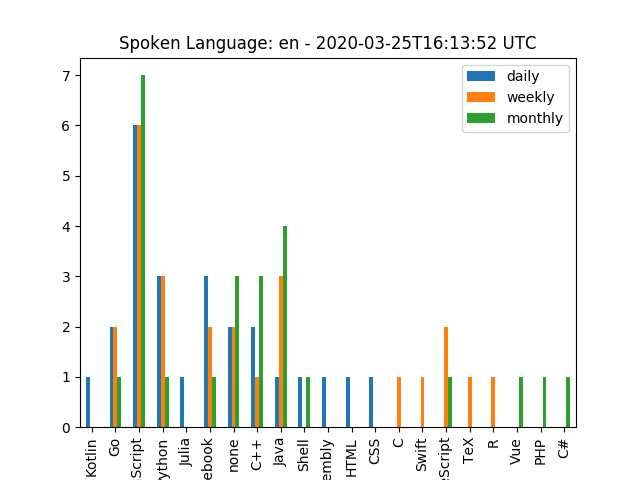 Spoken Language: en - 2020-03-25T16:13:52 UTC
daily
weekly
monthly
7
6
5
4
3
2
1
0
Kotlin
Go
Script
ython
Julia
ebook
none
C++
Java
Shell
embly
HTML
CSS
C
Swift
eScript
TeX
R
Vue
PHP
C#